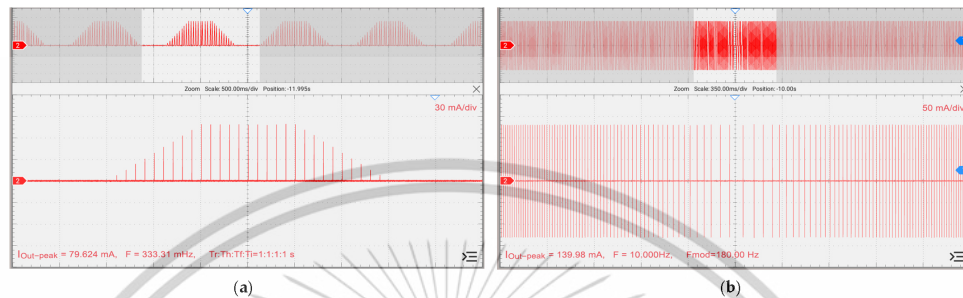 2
2
Zoom Scale:500.00ms/div Position:-11.995s
Zoom Scale:350.00ms/div Position:-10.00s
30 mA/div
50 mA/div
2
2
IOut-peak = 79.624 mA, F = 333.31 mHz, Tr:Th:Tf:Ti=1:1:1:1 s
IOut-peak = 139.98 mA, F = 10.000Hz, Fmod=180.00 Hz
(a)
(b)